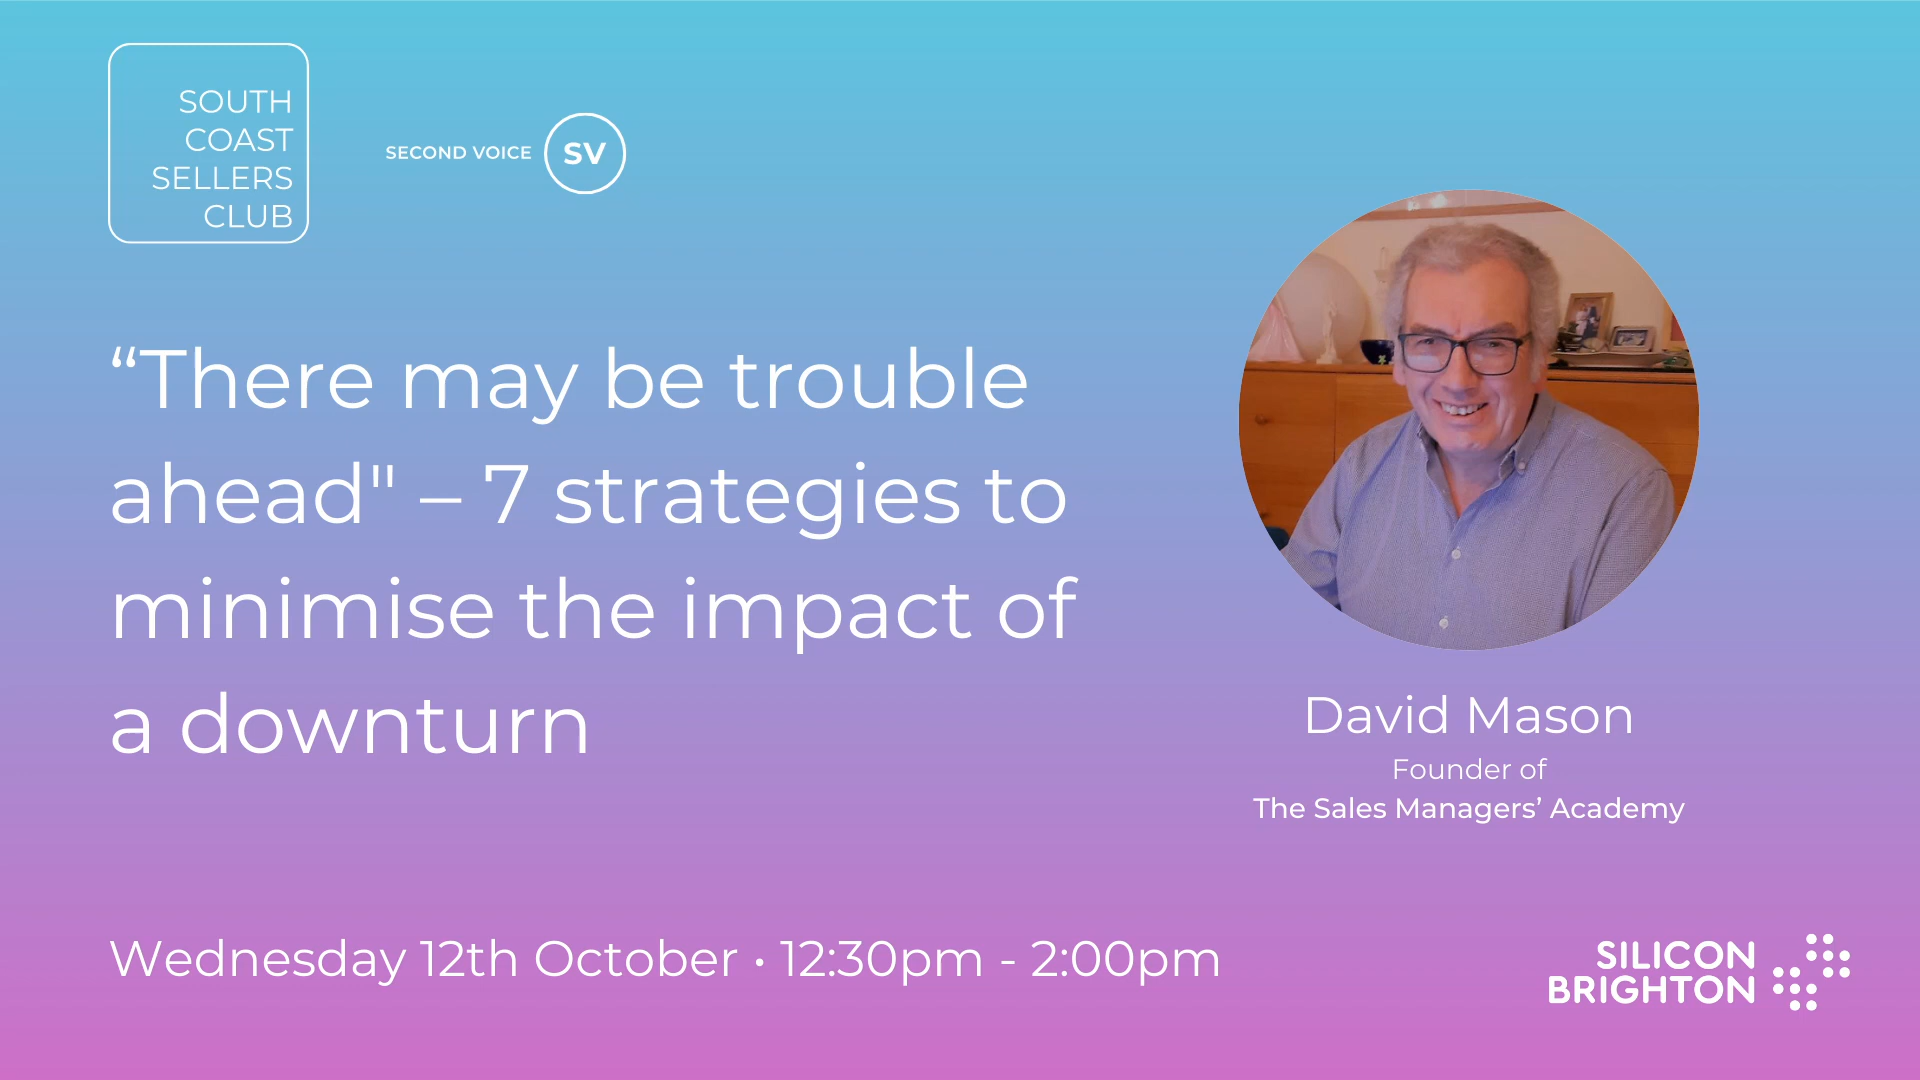 SOUTH
COAST
SELLERS
CLUB
SECOND VOICE SV
“There may be trouble
ahead" – 7 strategies to
minimise the impact of
a downturn
David Mason
Founder of
The Sales Managers’ Academy
Wednesday 12th October • 12:30pm - 2:00pm
SILICON
BRIGHTON